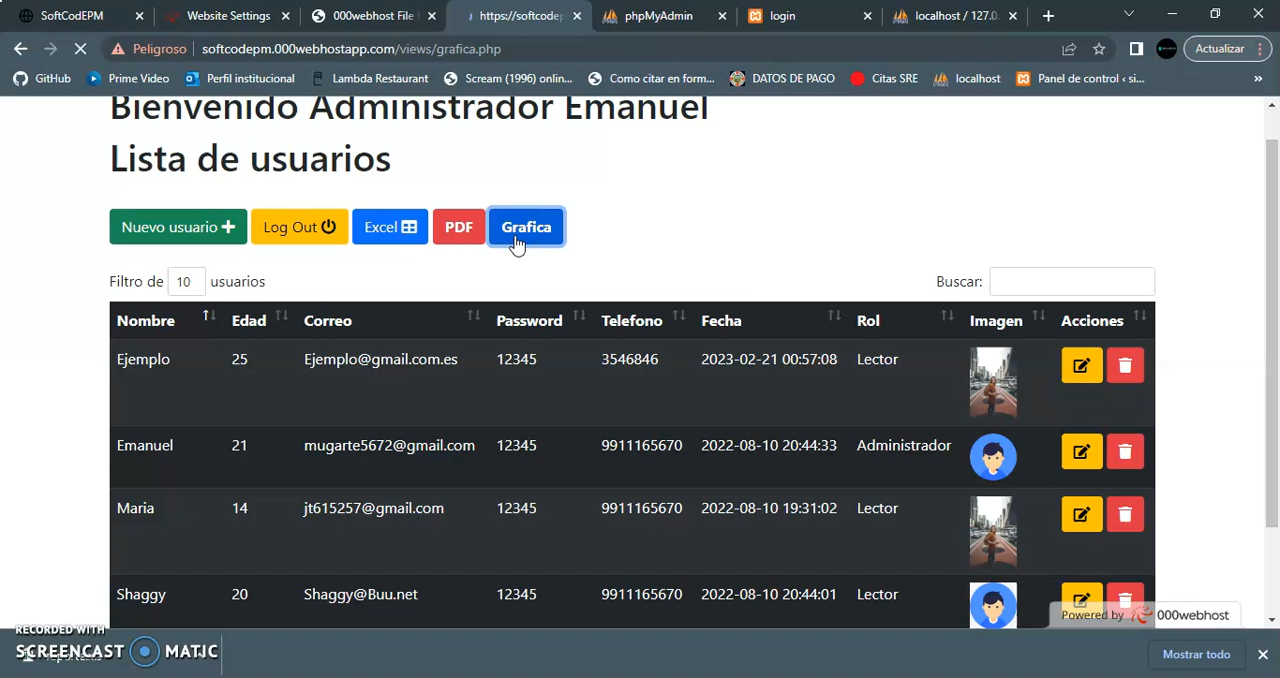 SoftCodEPM
Website Settings
000webhost File
https://softcodep
phpMyAdmin
login
localhost / 127.0.
Peligroso
softcodepm.000webhostapp.com/views/grafica.php
Actualizar
GitHub
Prime Video
Perfil institucional
Lambda Restaurant
Scream (1996) onlin...
Como citar en form...
DATOS DE PAGO
Citas SRE
localhost
Panel de control ‹ si...
»
Bienvenido Administrador Emanuel
Lista de usuarios
Nuevo usuario
Log Out
Excel
PDF
Grafica
Filtro de 10 usuarios
Buscar:
Nombre Edad Correo Password Telefono Fecha Rol Imagen Acciones
Ejemplo 25 Ejemplo@gmail.com.es 12345 3546846 2023-02-21 00:57:08 Lector
Emanuel 21 mugarte5672@gmail.com 12345 9911165670 2022-08-10 20:44:33 Administrador
Maria 14 jt615257@gmail.com 12345 9911165670 2022-08-10 19:31:02 Lector
Shaggy 20 Shaggy@Buu.net 12345 9911165670 2022-08-10 20:44:01 Lector
Powered by 000webhost
RECORDED WITH
SCREENCAST MATIC
Mostrar todo